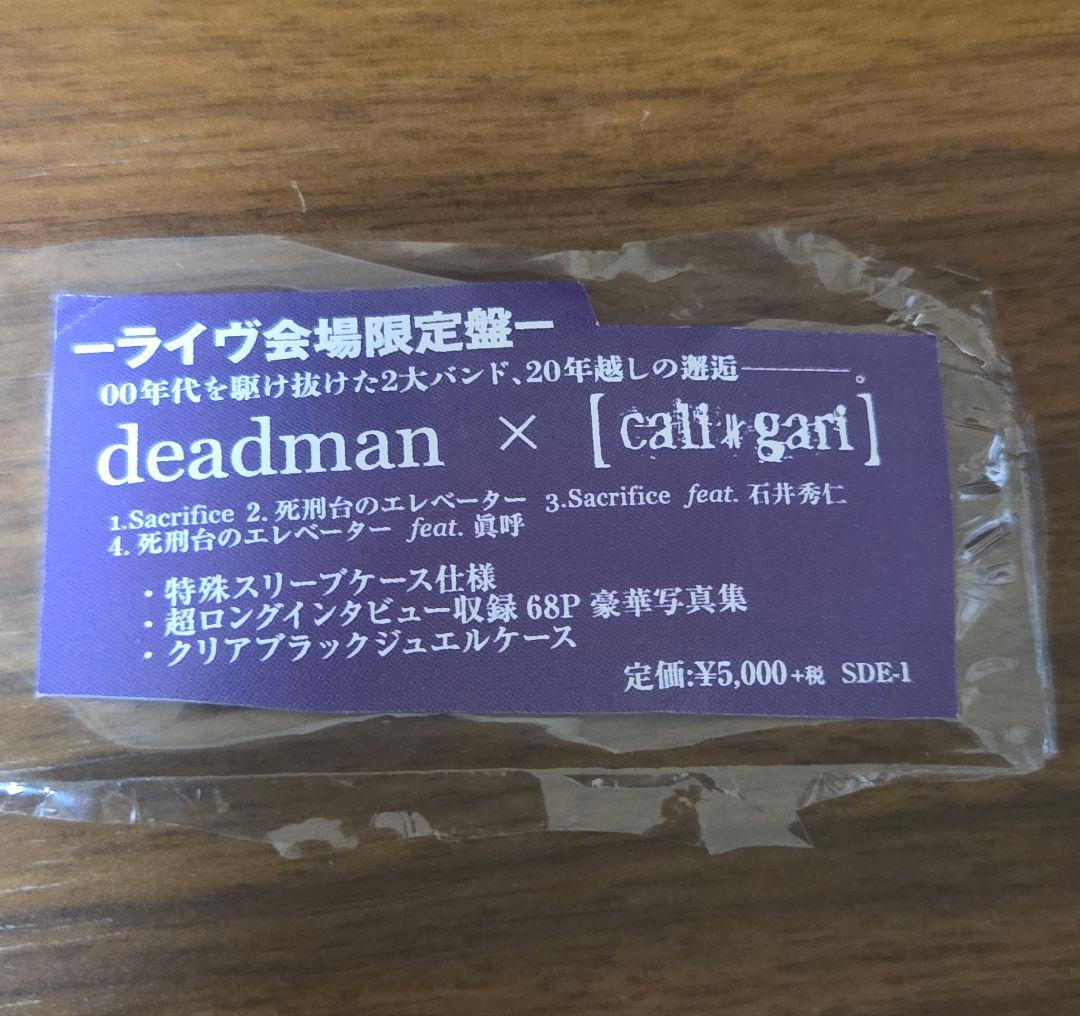 ーライヴ会場限定盤ー
00年代を駆け抜けた2大バンド、20年越しの邂逅―――。
deadman × [cali≠gari]
1.Sacrifice 2. 死刑台のエレベーター 3.Sacrifice feat. 石井秀仁
4. 死刑台のエレベーター feat. 眞呼
・特殊スリーブケース仕様
・超ロングインタビュー収録 68P 豪華写真集
・クリアブラックジュエルケース
定価:¥5,000+税 SDE-1